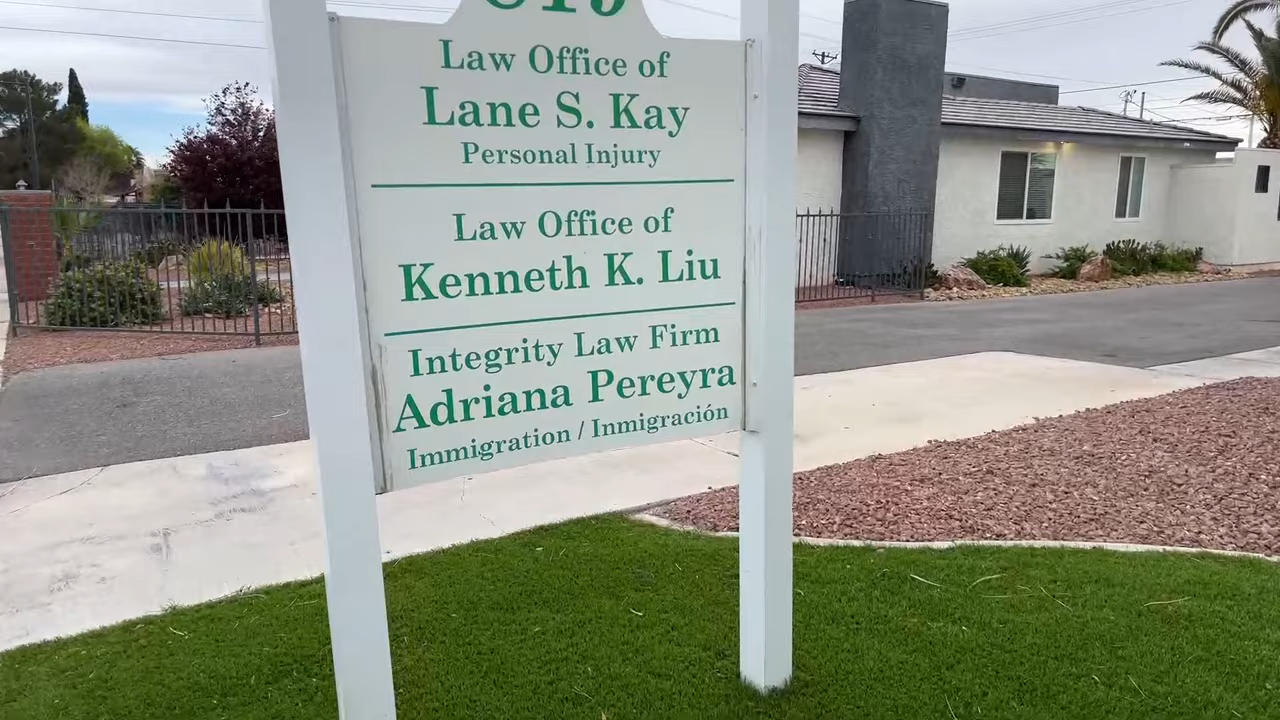 Law Office of
Lane S. Kay
Personal Injury
Law Office of
Kenneth K. Liu
Integrity Law Firm
Adriana Pereyra
Immigration / Inmigración